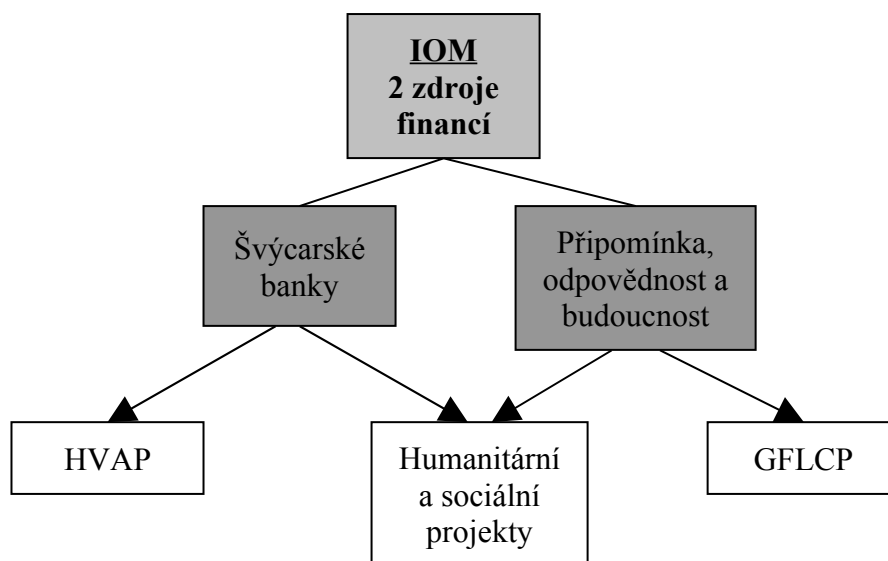 IOM
2 zdroje
financí
Švýcarské
banky
Připomínka,
odpovědnost a
budoucnost
HVAP
Humanitární
a sociální
projekty
GFLCP